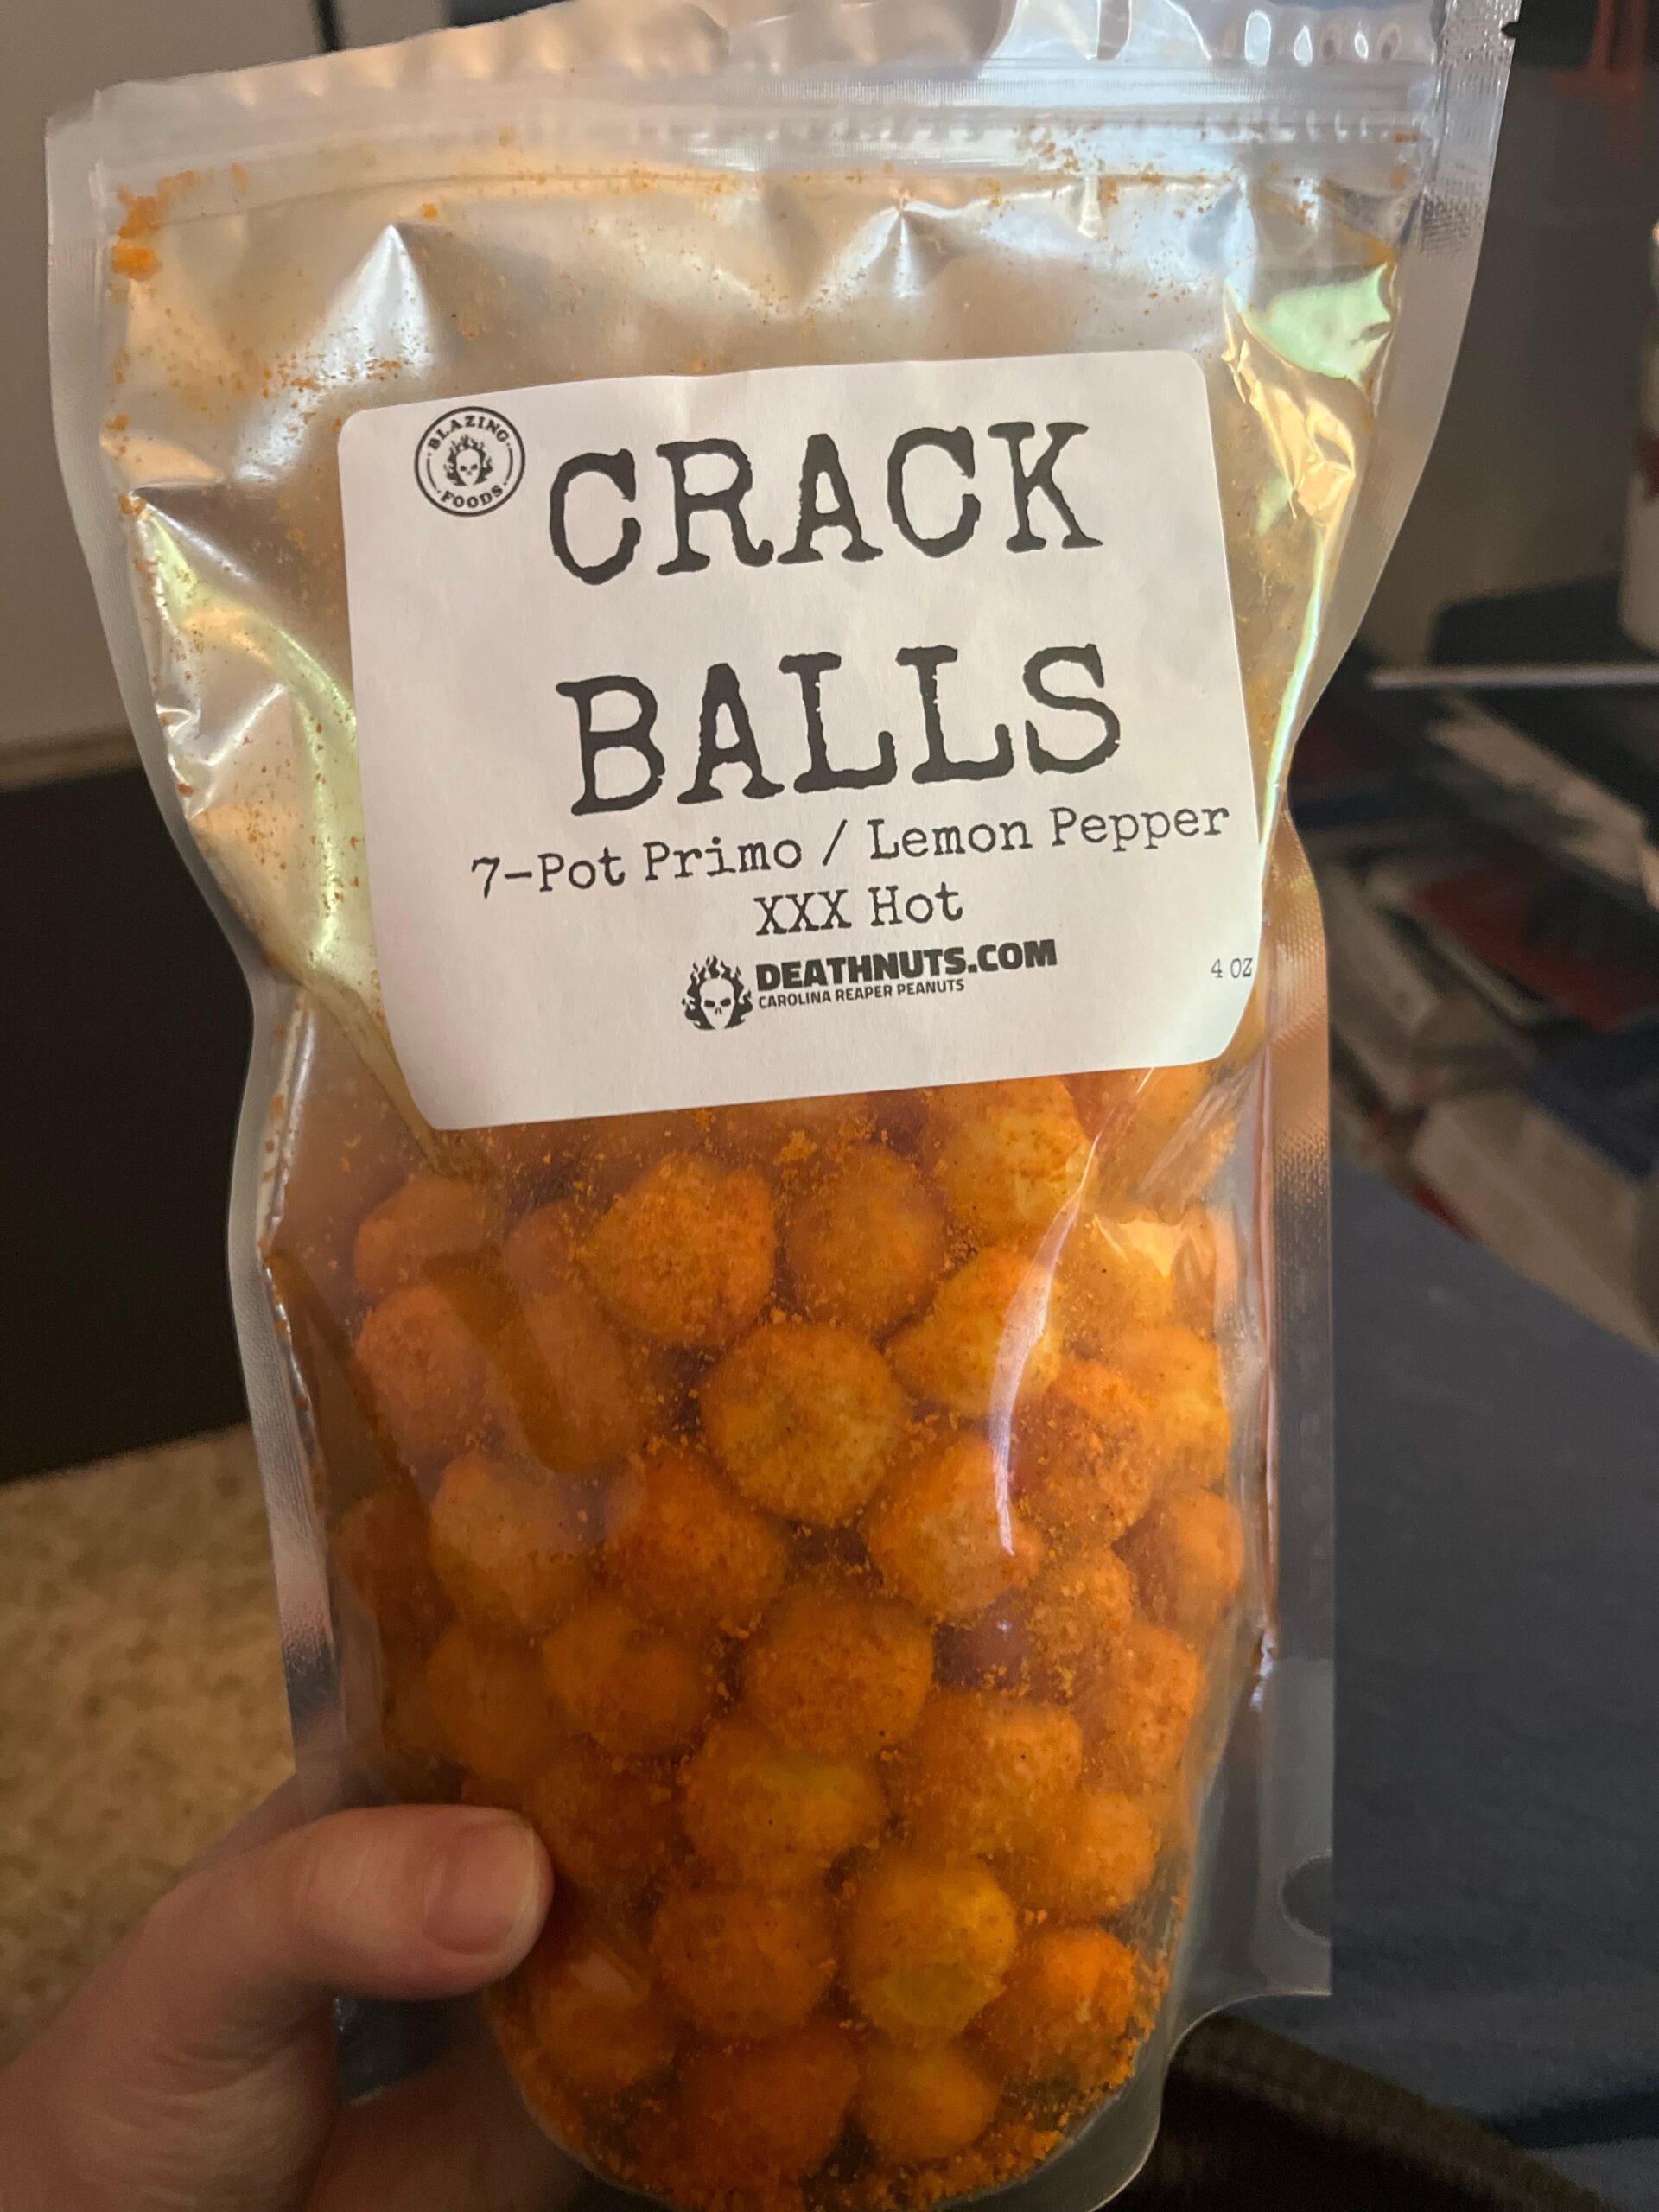 BLAZING
FOODS
CRACK
BALLS
7-Pot Primo / Lemon Pepper
XXX Hot
DEATHNUTS.COM
CAROLINA REAPER PEANUTS
4 OZ